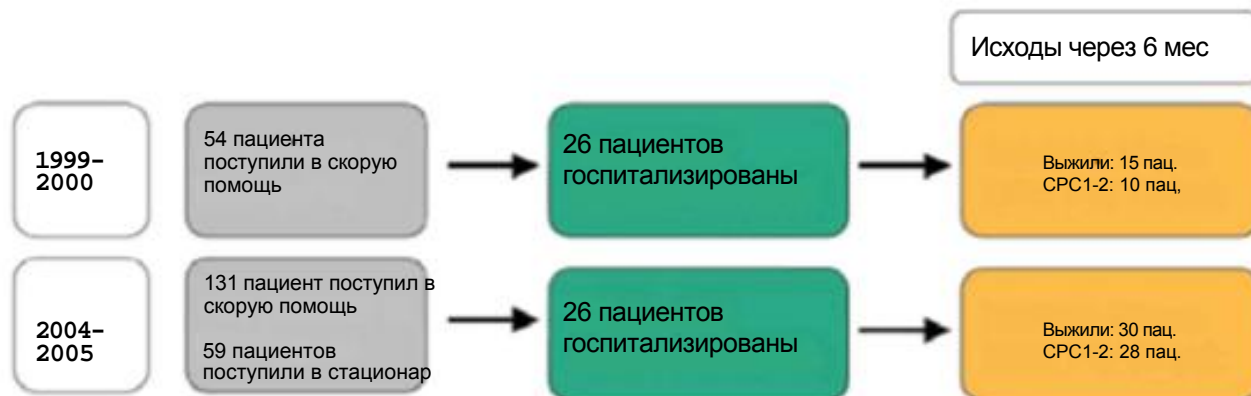 Исходы через 6 мес
1999–
2000
54 пациента
поступили в скорую
помощь
26 пациентов
госпитализированы
Выжили: 15 пац.
CPC1-2: 10 пац,
2004–
2005
131 пациент поступил в
скорую помощь
59 пациентов
поступили в стационар
26 пациентов
госпитализированы
Выжили: 30 пац.
CPC1-2: 28 пац.